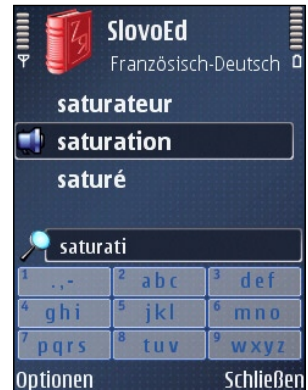 SlovoEd
Französisch-Deutsch
saturateur
saturation
saturé
saturati
1 .,- 2 abc 3 def
4 ghi 5 jkl 6 mno
7 pqrs 8 tuv 9 wxyz
Optionen Schließen